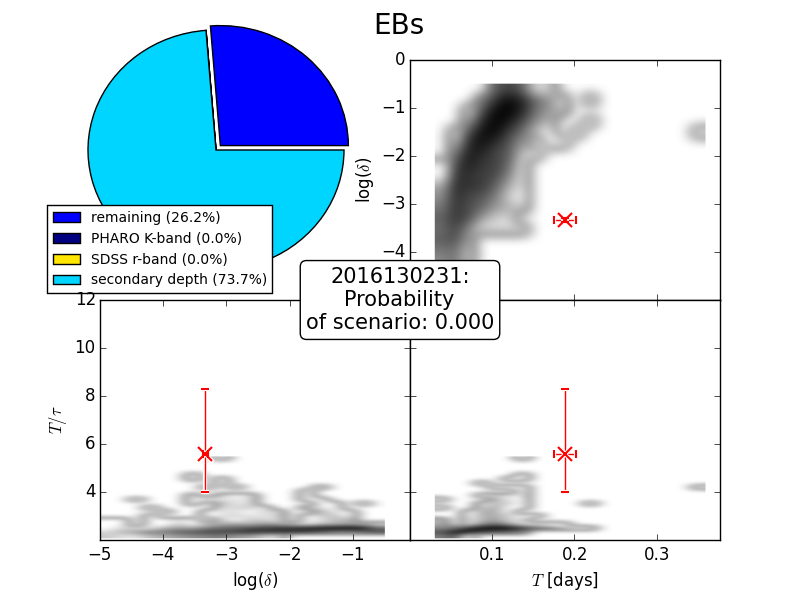 EBs
remaining (26.2%)
PHARO K-band (0.0%)
SDSS r-band (0.0%)
secondary depth (73.7%)
0
−1
−2
−3
−4
log(δ)
2016130231:
Probability
of scenario: 0.000
12
10
8
6
4
T/τ
−5 −4 −3 −2 −1
log(δ)
0.1 0.2 0.3
T [days]